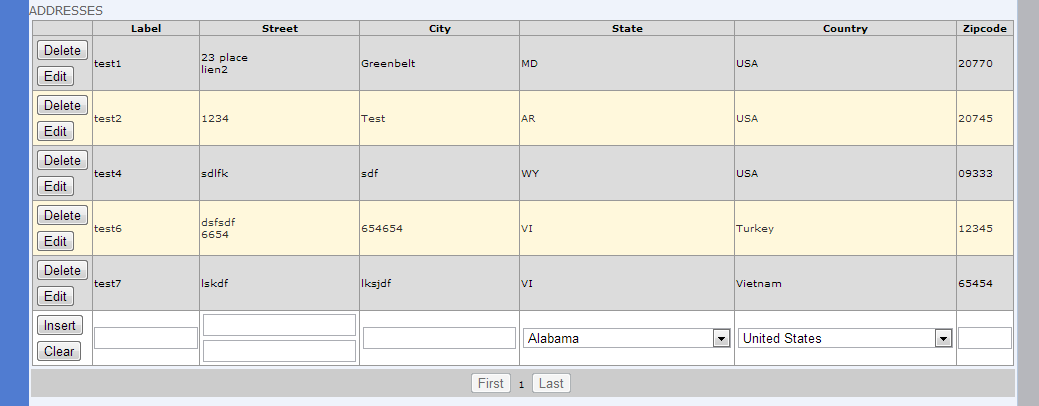 ADDRESSES
Label Street City State Country Zipcode
Delete
Edit
test1 23 place Greenbelt MD USA 20770
lien2
Delete
Edit
test2 1234 Test AR USA 20745
Delete
Edit
test4 sdlfk sdf WY USA 09333
Delete
Edit
test6 dsfsdf 654654 VI Turkey 12345
6654
Delete
Edit
test7 lskdf lksjdf VI Vietnam 65454
Insert
Clear
Alabama United States
First 1 Last